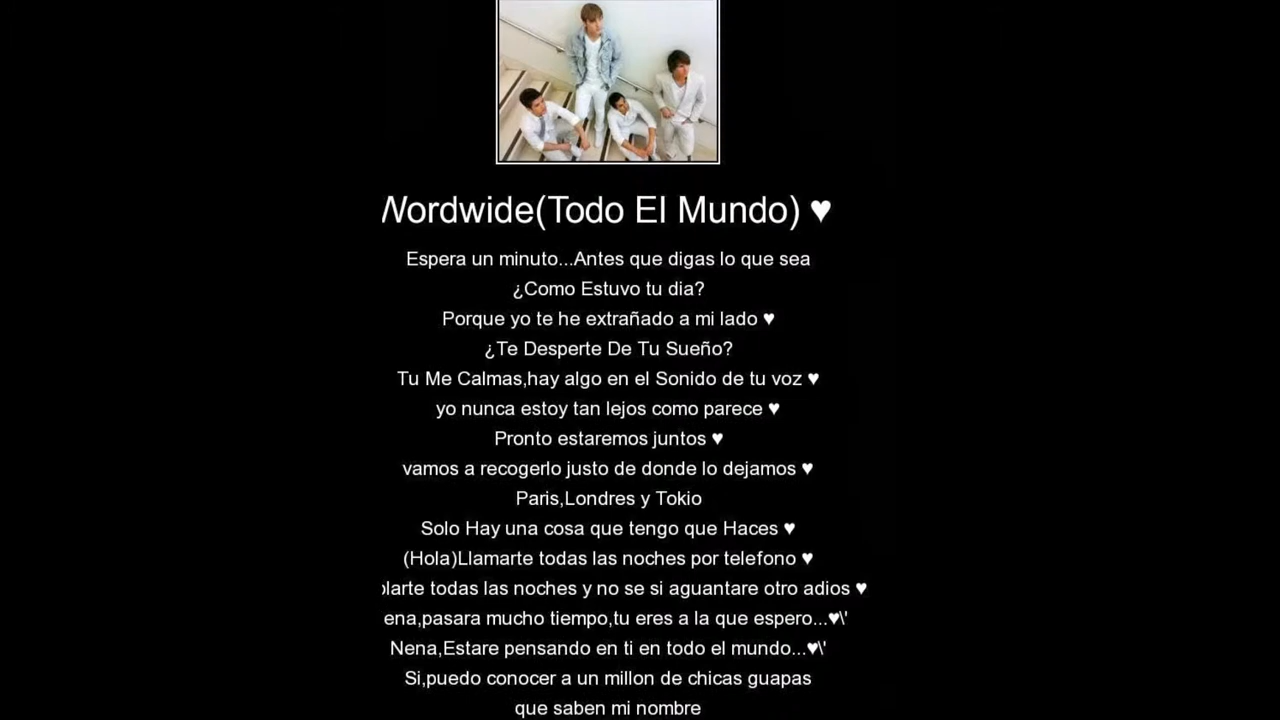 Wordwide(Todo El Mundo) ♥
Espera un minuto...Antes que digas lo que sea
¿Como Estuvo tu dia?
Porque yo te he extrañado a mi lado ♥
¿Te Desperte De Tu Sueño?
Tu Me Calmas,hay algo en el Sonido de tu voz ♥
yo nunca estoy tan lejos como parece ♥
Pronto estaremos juntos ♥
vamos a recogerlo justo de donde lo dejamos ♥
Paris,Londres y Tokio
Solo Hay una cosa que tengo que Haces ♥
(Hola)Llamarte todas las noches por telefono ♥
larte todas las noches y no se si aguantare otro adios ♥
ena,pasara mucho tiempo,tu eres a la que espero...♥\'
Nena,Estare pensando en ti en todo el mundo...♥\'
Si,puedo conocer a un millon de chicas guapas
que saben mi nombre